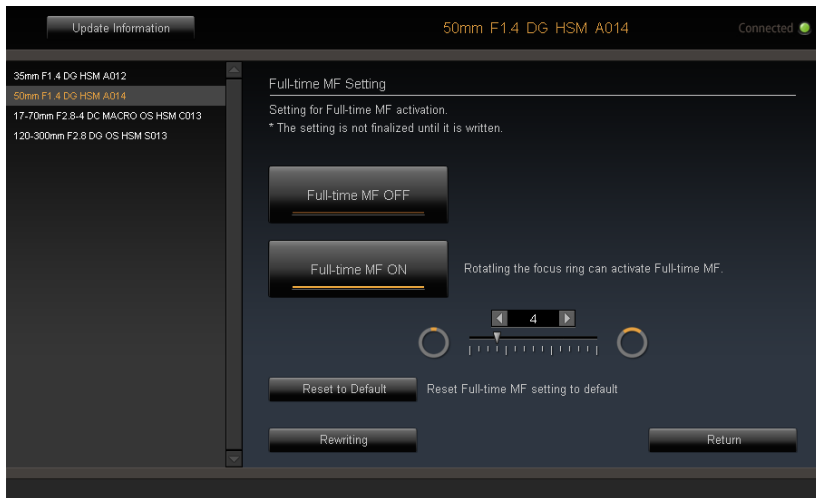 Update Information
50mm F1.4 DG HSM A014
Connected
35mm F1.4 DG HSM A012
50mm F1.4 DG HSM A014
17-70mm F2.8-4 DC MACRO OS HSM C013
120-300mm F2.8 DG OS HSM S013
Full-time MF Setting
Setting for Full-time MF activation.
* The setting is not finalized until it is written.
Full-time MF OFF
Full-time MF ON
Rotatling the focus ring can activate Full-time MF.
4
Reset to Default
Reset Full-time MF setting to default
Rewriting
Return